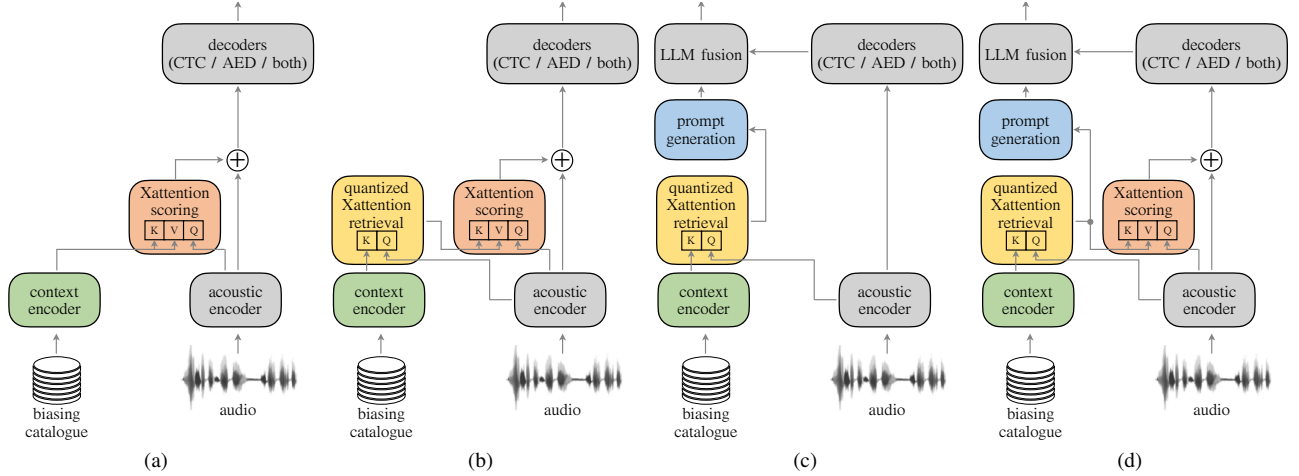 decoders
(CTC / AED / both)
Xattention
scoring
K V Q
context
encoder
acoustic
encoder
biasing
catalogue
audio
(a)
decoders
(CTC / AED / both)
quantized
Xattention
retrieval
K Q
Xattention
scoring
K V Q
context
encoder
acoustic
encoder
biasing
catalogue
audio
(b)
LLM fusion
decoders
(CTC / AED / both)
prompt
generation
quantized
Xattention
retrieval
K Q
context
encoder
acoustic
encoder
biasing
catalogue
audio
(c)
LLM fusion
decoders
(CTC / AED / both)
prompt
generation
quantized
Xattention
retrieval
K Q
Xattention
scoring
K V Q
context
encoder
acoustic
encoder
biasing
catalogue
audio
(d)